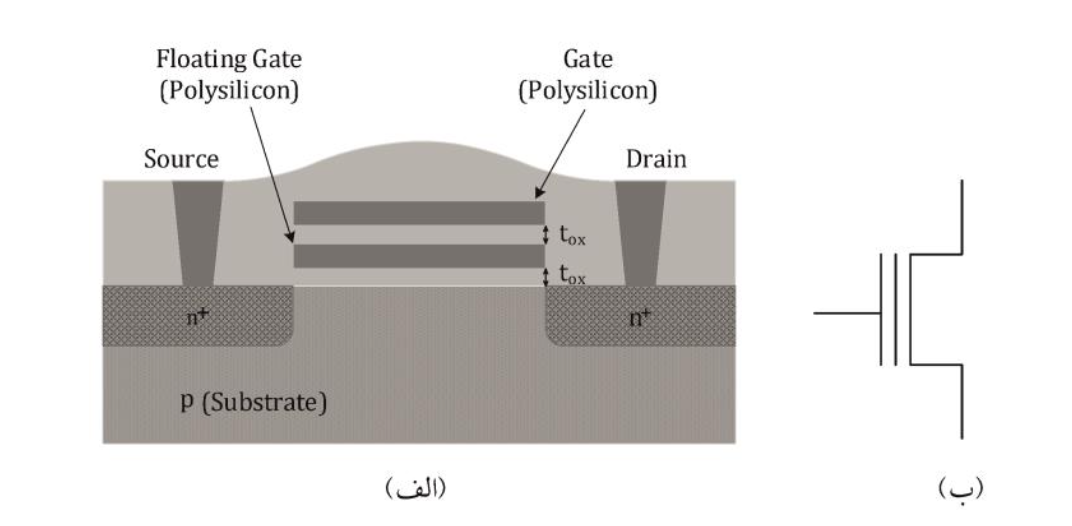 Floating Gate
(Polysilicon)
Gate
(Polysilicon)
Source
Drain
tox
tox
n+
n+
p (Substrate)
(الف)
(ب)